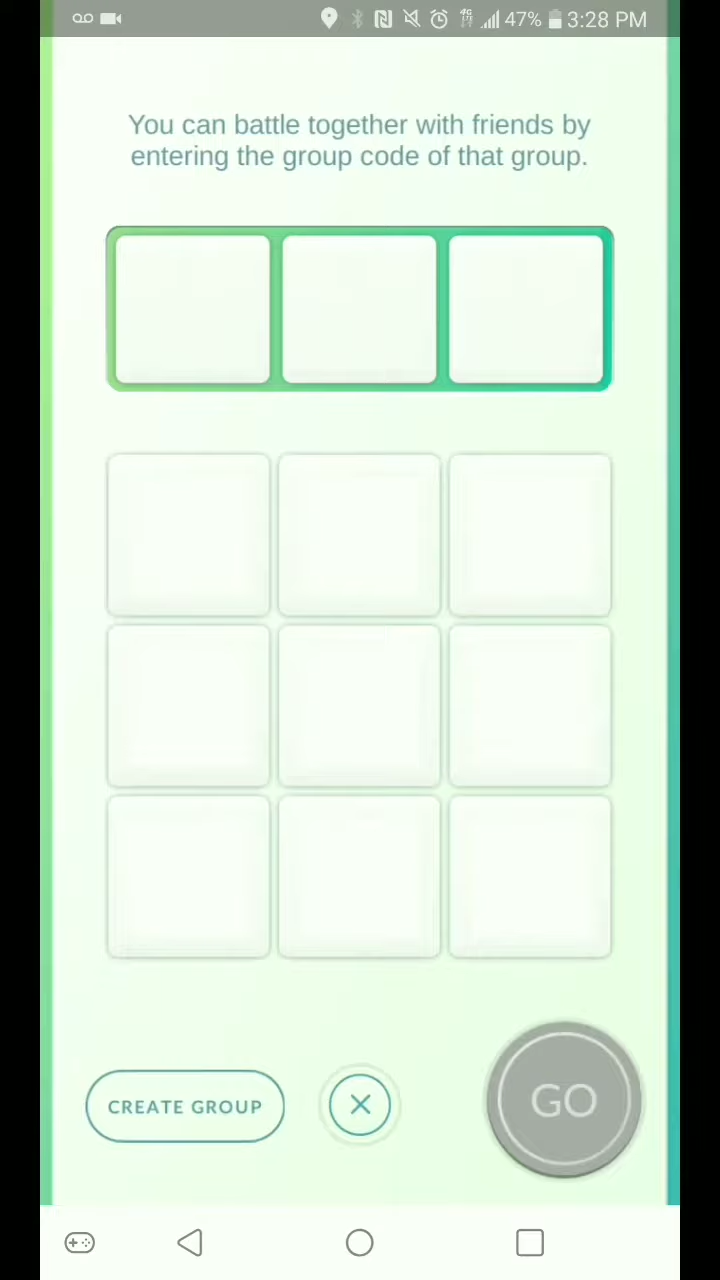 47% 3:28 PM
You can battle together with friends by
entering the group code of that group.
CREATE GROUP
GO